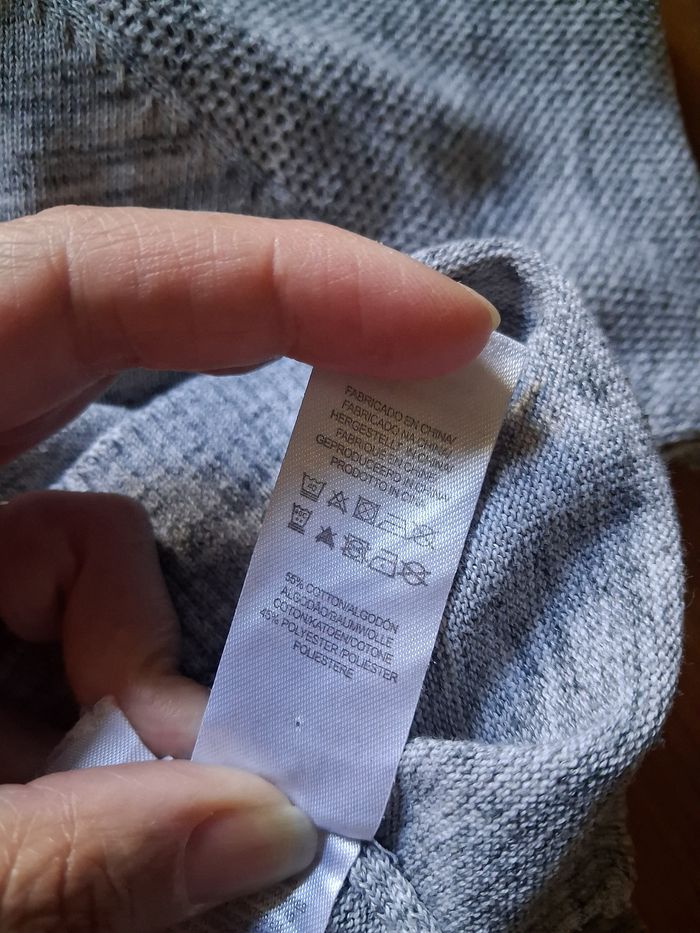 FABRICADO EN CHINA/
FABRICADO NA CHINA/
HERGESTELLT IN CHINA/
FABRIQUÉ EN CHINE/
GEPRODUCEERD IN CHINA/
PRODOTTO IN CINA
55% COTTON/ALGODÓN
ALGODÃO/BAUMWOLLE
COTON/KATOEN/COTONE
45% POLYESTER/POLIÉSTER
POLIESTERE